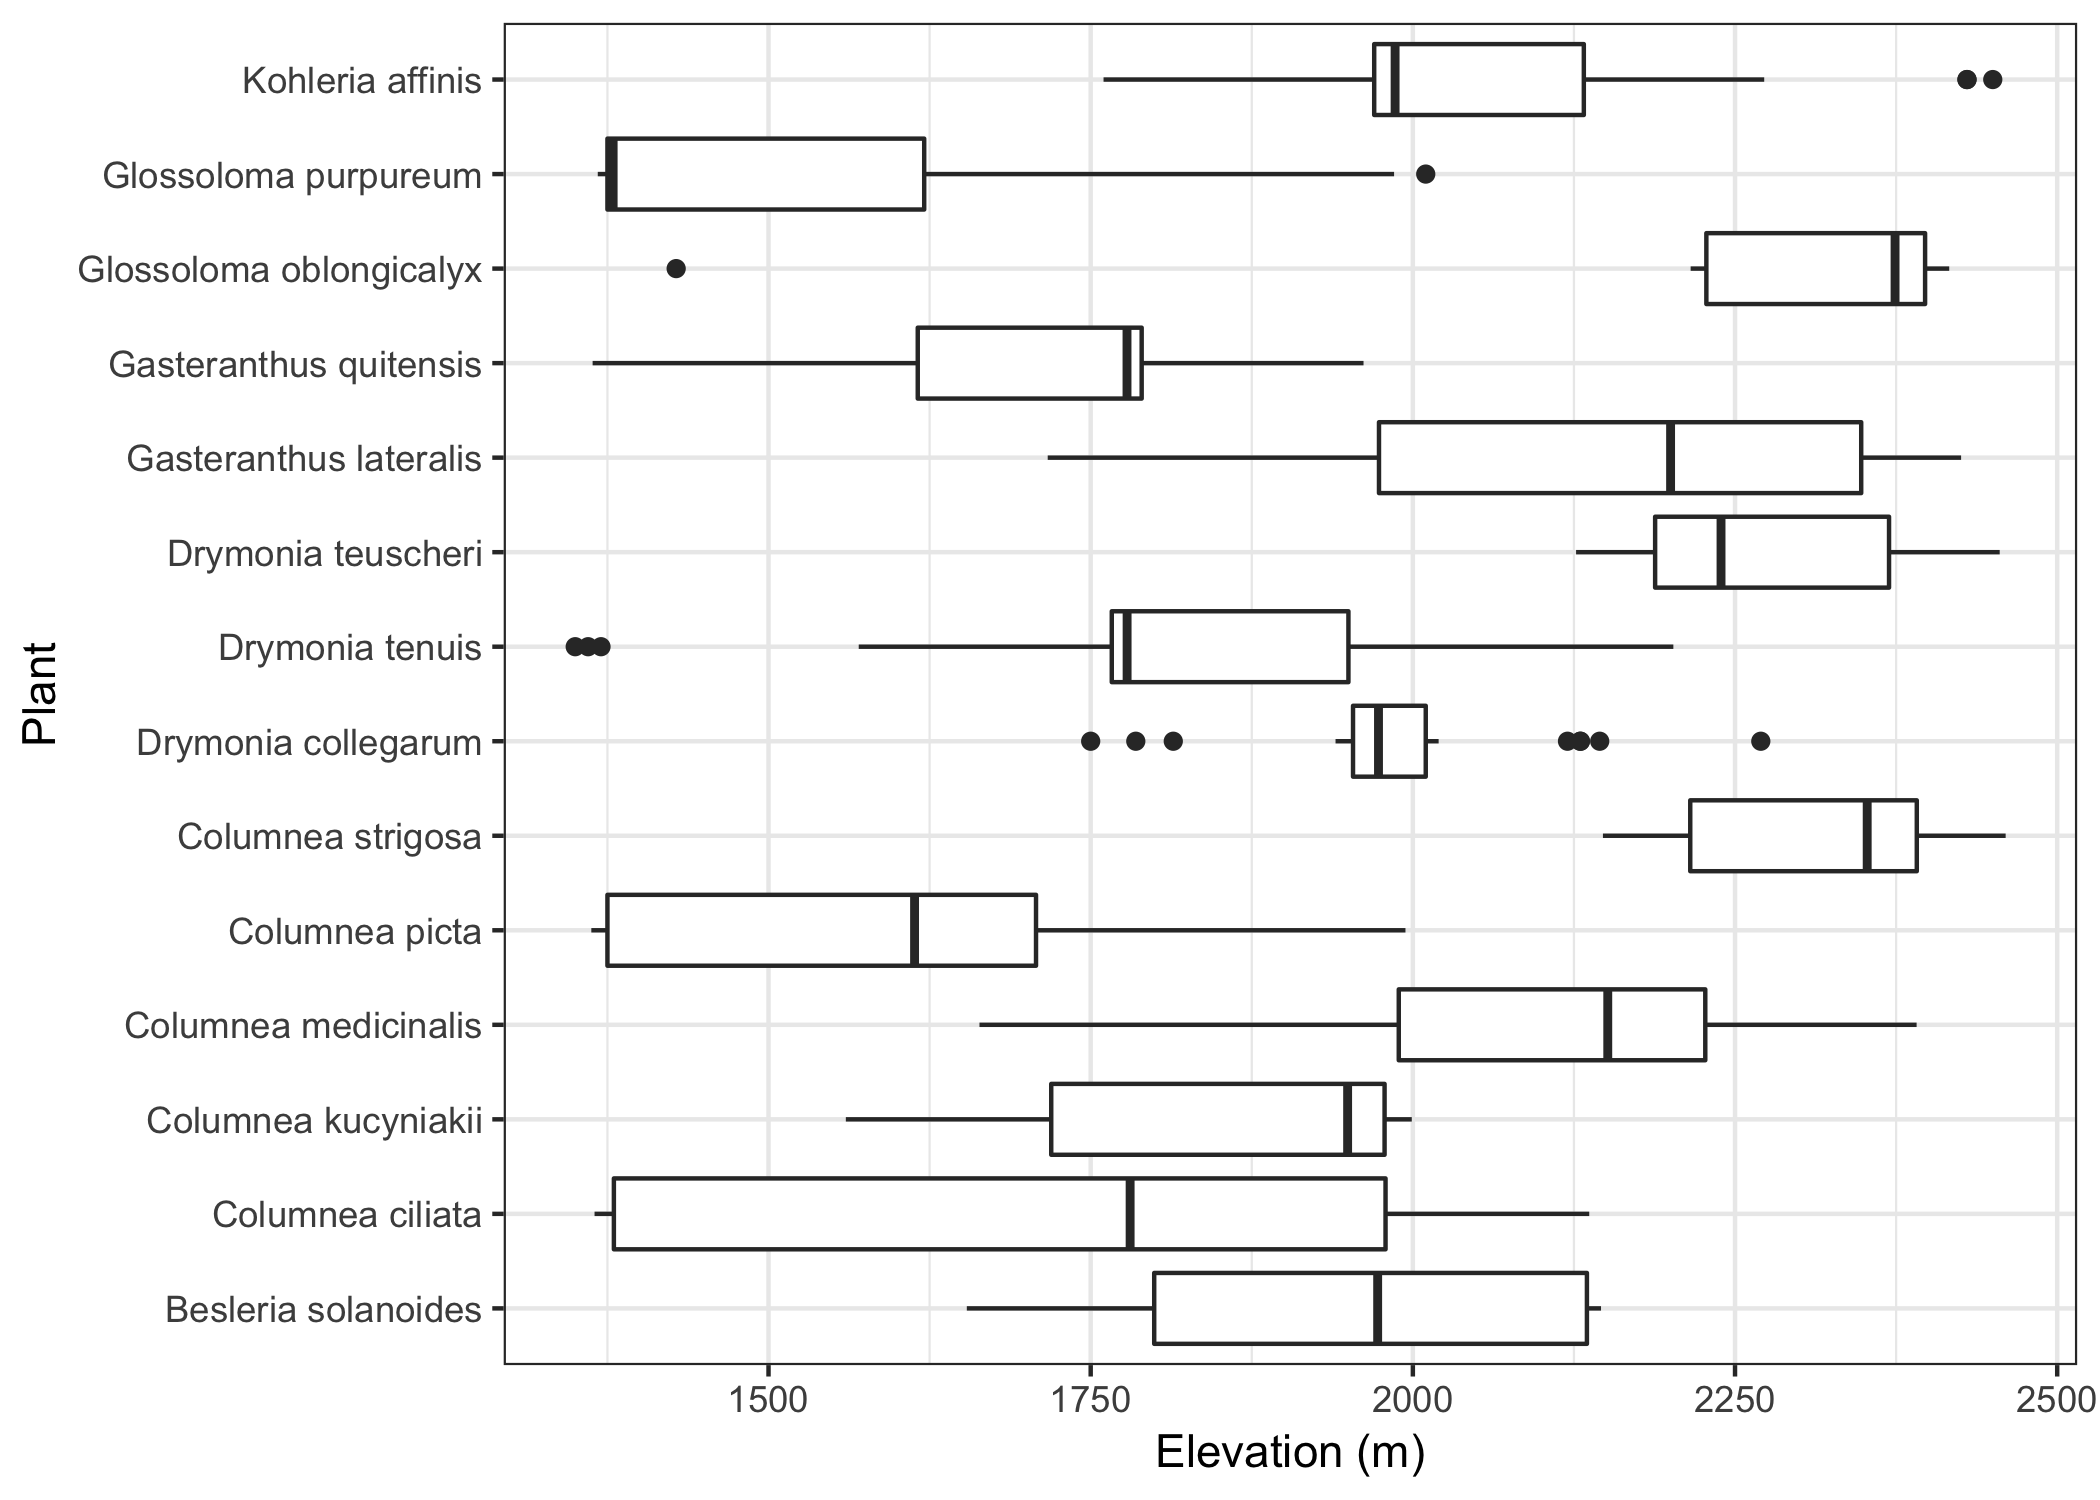 Kohleria affinis
Glossoloma purpureum
Glossoloma oblongicalyx
Gasteranthus quitensis
Gasteranthus lateralis
Drymonia teuscheri
Drymonia tenuis
Drymonia collegarum
Columnea strigosa
Columnea picta
Columnea medicinalis
Columnea kucyniakii
Columnea ciliata
Besleria solanoides
Plant
1500 1750 2000 2250 2500
Elevation (m)